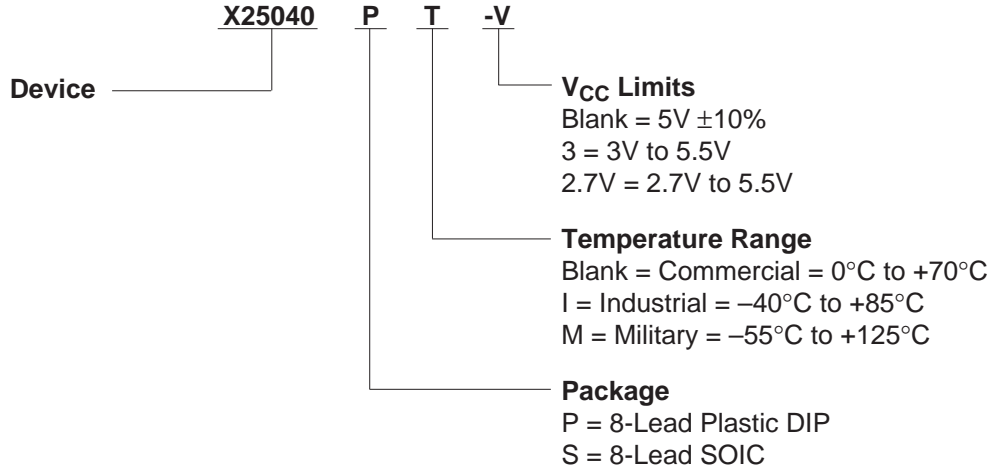 X25040 P T -V
Device
VCC Limits
Blank = 5V ±10%
3 = 3V to 5.5V
2.7V = 2.7V to 5.5V
Temperature Range
Blank = Commercial = 0°C to +70°C
I = Industrial = –40°C to +85°C
M = Military = –55°C to +125°C
Package
P = 8-Lead Plastic DIP
S = 8-Lead SOIC